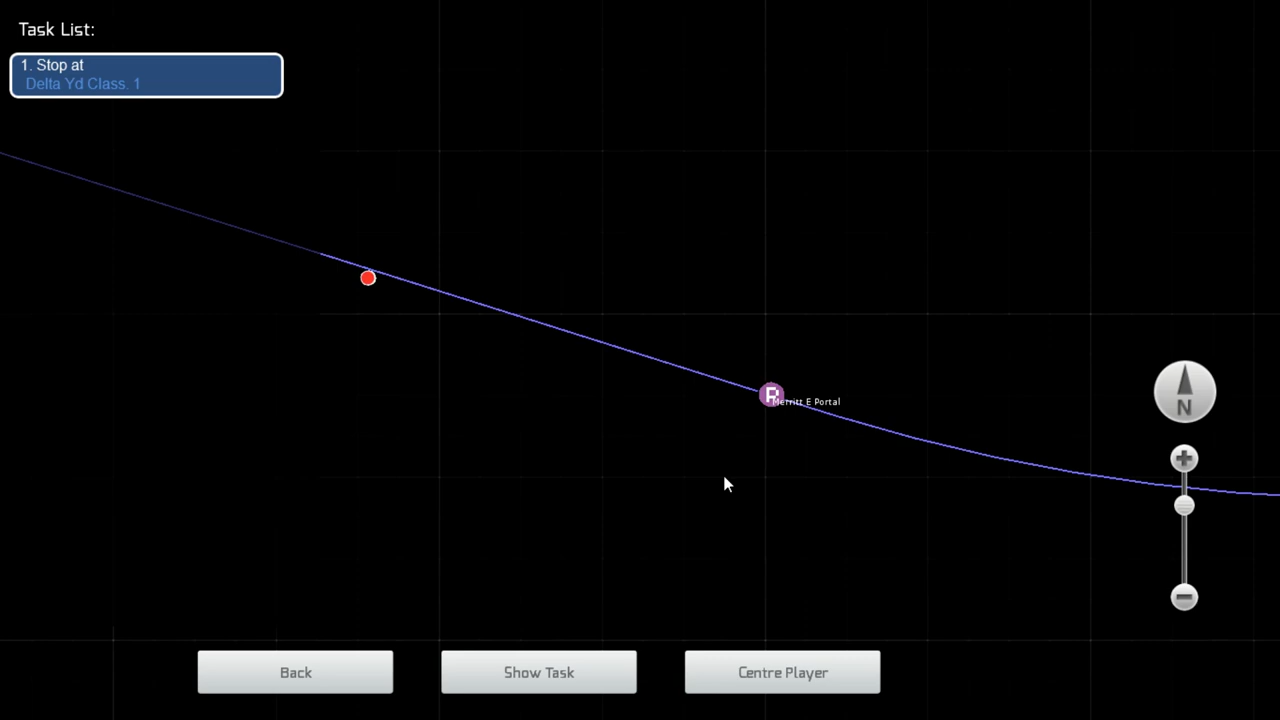 Task List:
1. Stop at
Delta Yd Class. 1
R
Merritt E Portal
N
Back
Show Task
Centre Player